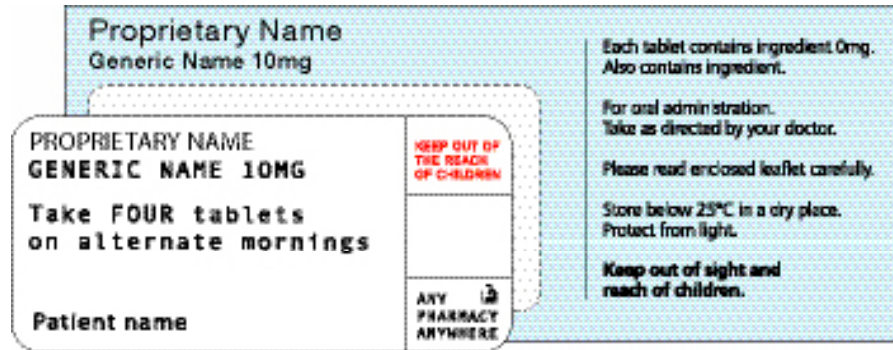 Proprietary Name
Generic Name 10mg
PROPRIETARY NAME
GENERIC NAME 10MG
Take FOUR tablets
on alternate mornings
Patient name
KEEP OUT OF
THE REACH
OF CHILDREN
ANY
PHARMACY
ANYWHERE
Each tablet contains ingredient 0mg.
Also contains ingredient.
For oral administration.
Take as directed by your doctor.
Please read enclosed leaflet carefully.
Store below 25°C in a dry place.
Protect from light.
Keep out of sight and
reach of children.